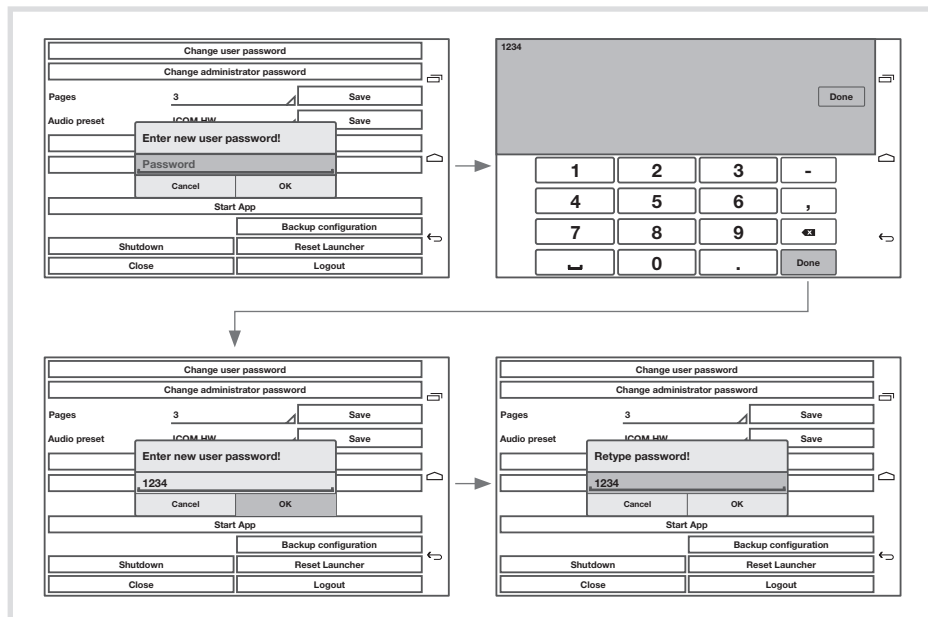 Change user password
Change administrator password
Pages 3 Save
Audio preset ICOM HW Save
Enter new user password!
Password
Cancel OK
Start App
Backup configuration
Shutdown Reset Launcher
Close Logout
1234
Done
1 2 3 -
4 5 6 ,
7 8 9
0 . Done
Change user password
Change administrator password
Pages 3 Save
Audio preset ICOM HW Save
Enter new user password!
1234
Cancel OK
Start App
Backup configuration
Shutdown Reset Launcher
Close Logout
Change user password
Change administrator password
Pages 3 Save
Audio preset ICOM HW Save
Retype password!
1234
Cancel OK
Start App
Backup configuration
Shutdown Reset Launcher
Close Logout